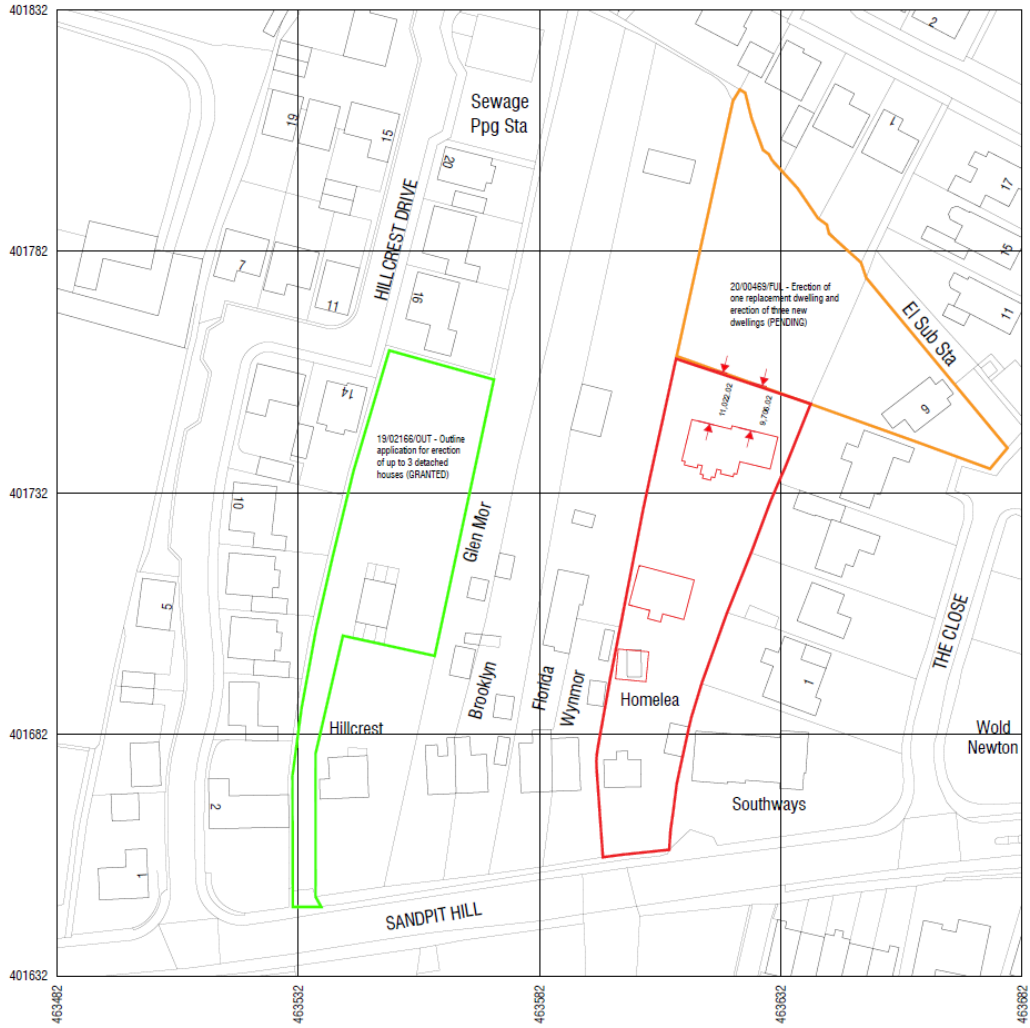 401832
2
Sewage
Ppg Sta
19
15
1
20
17
HILLCREST DRIVE
401782
7
15
11
16
11
20/00469/FUL - Erection of
one replacement dwelling and
erection of three new
dwellings (PENDING)
El Sub Sta
14
11,022.02
9,706.02
9
19/02166/OUT - Outline
application for erection
of up to 3 detached
houses (GRANTED)
401732
10
Glen Mor
5
THE CLOSE
Brooklyn
Florida
Wynmor
Homelea
1
401682
Hillcrest
Wold
Newton
2
Southways
1
SANDPIT HILL
401632
463482
463532
463582
463632
463682